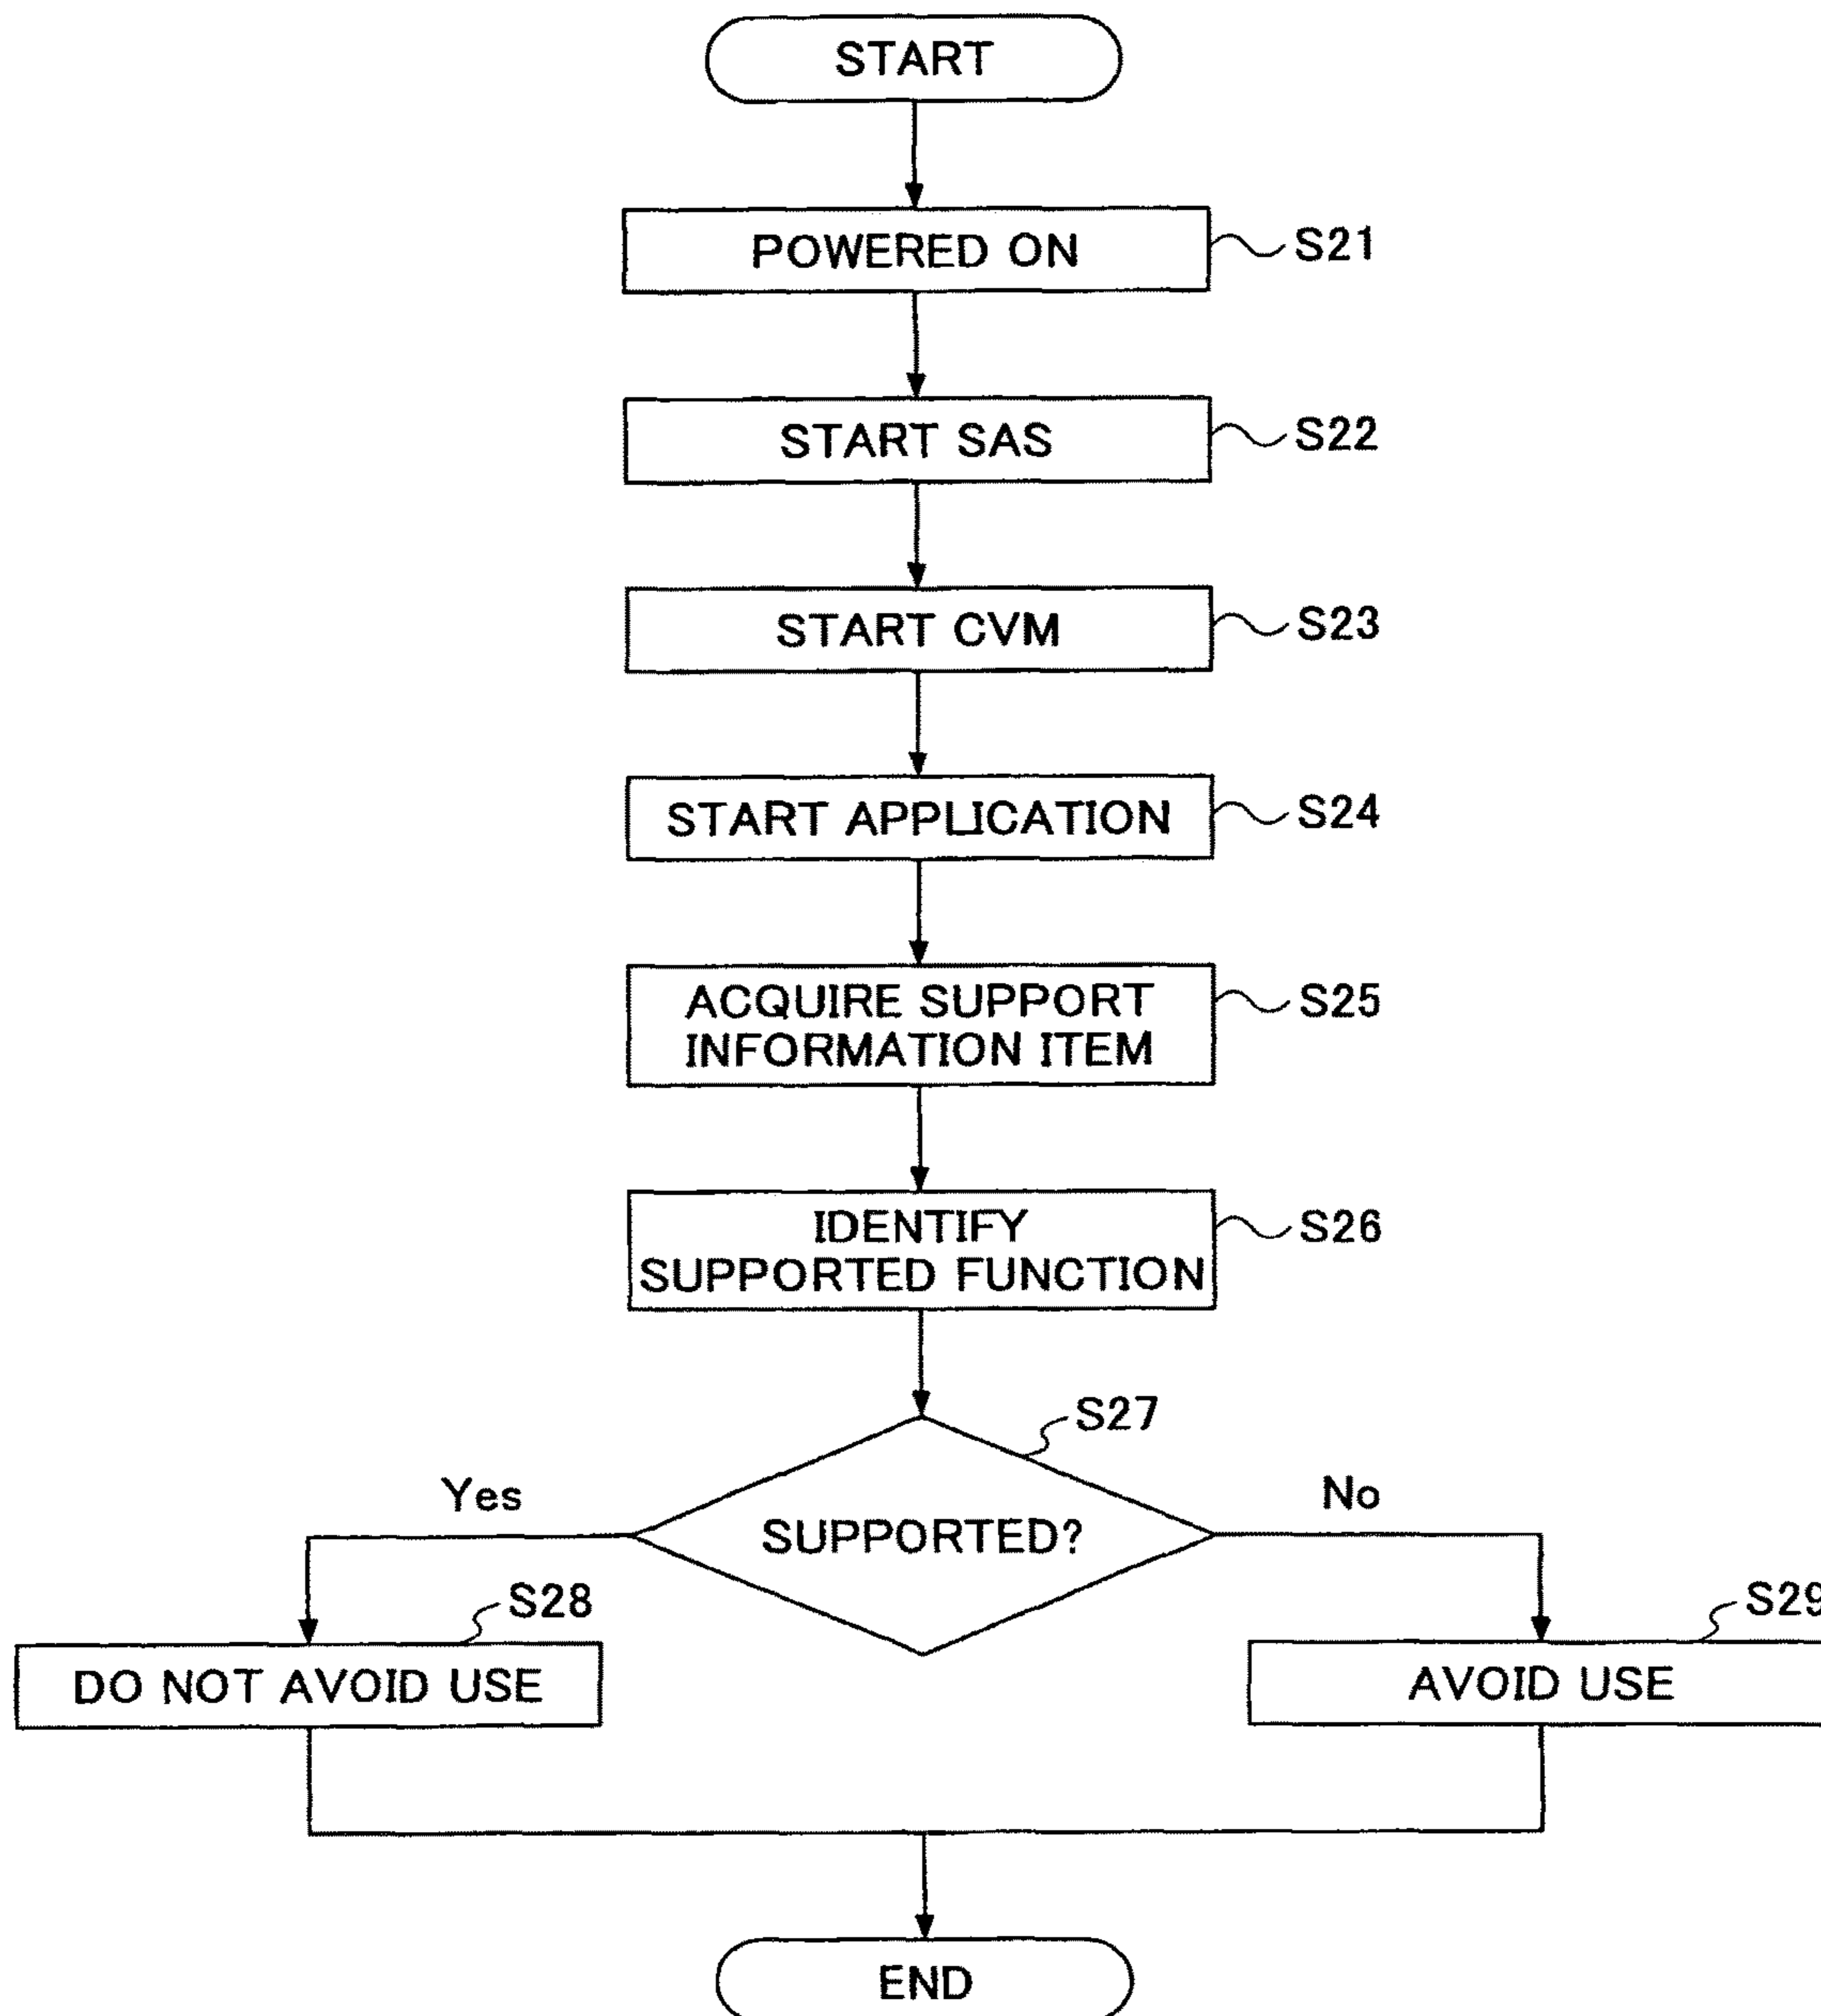 START
POWERED ON
S21
START SAS
S22
START CVM
S23
START APPLICATION
S24
ACQUIRE SUPPORT
INFORMATION ITEM
S25
IDENTIFY
SUPPORTED FUNCTION
S26
S27
Yes
No
SUPPORTED?
S28
S29
DO NOT AVOID USE
AVOID USE
END